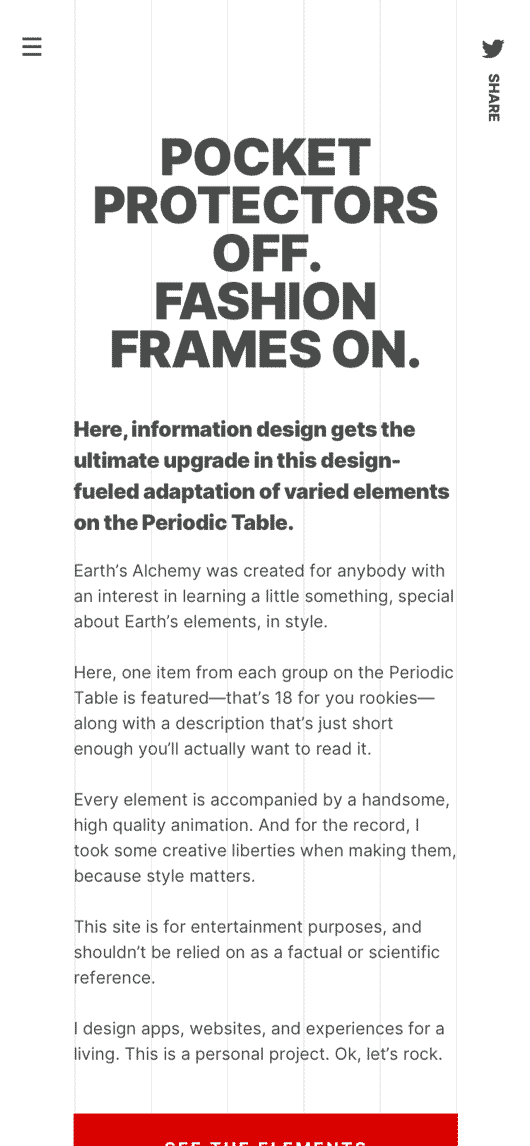 ☰
SHARE
POCKET
PROTECTORS
OFF.
FASHION
FRAMES ON.
Here, information design gets the
ultimate upgrade in this design-
fueled adaptation of varied elements
on the Periodic Table.
Earth’s Alchemy was created for anybody with
an interest in learning a little something, special
about Earth’s elements, in style.
Here, one item from each group on the Periodic
Table is featured—that’s 18 for you rookies—
along with a description that’s just short
enough you’ll actually want to read it.
Every element is accompanied by a handsome,
high quality animation. And for the record, I
took some creative liberties when making them,
because style matters.
This site is for entertainment purposes, and
shouldn’t be relied on as a factual or scientific
reference.
I design apps, websites, and experiences for a
living. This is a personal project. Ok, let’s rock.
SEE THE ELEMENTS